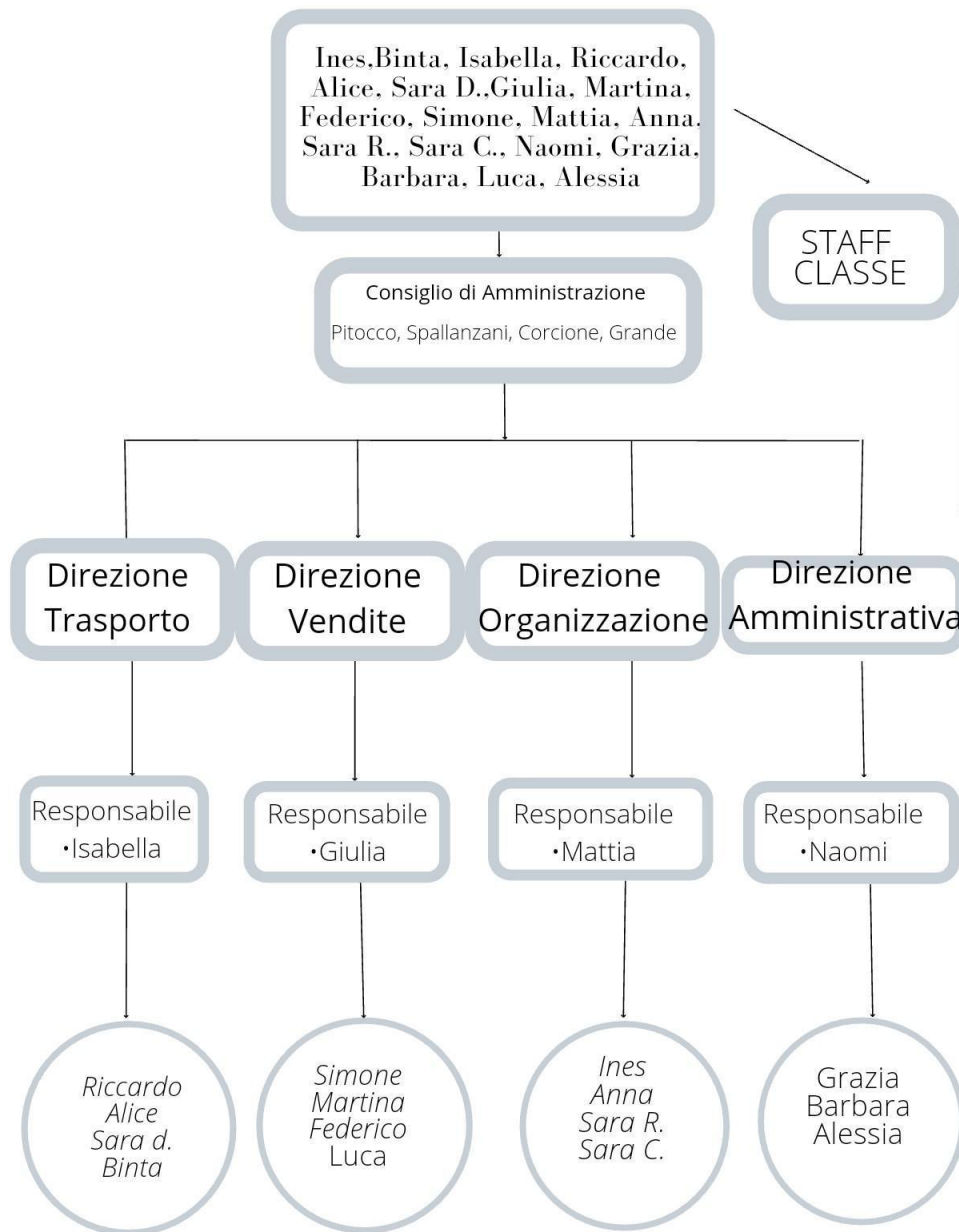 Ines,Binta, Isabella, Riccardo,
Alice, Sara D.,Giulia, Martina,
Federico, Simone, Mattia, Anna,
Sara R., Sara C., Naomi, Grazia,
Barbara, Luca, Alessia
STAFF
CLASSE
Consiglio di Amministrazione
Pitocco, Spallanzani, Corcione, Grande
Direzione
Trasporto
Direzione
Vendite
Direzione
Organizzazione
Direzione
Amministrativa
Responsabile
•Isabella
Responsabile
•Giulia
Responsabile
•Mattia
Responsabile
•Naomi
Riccardo
Alice
Sara d.
Binta
Simone
Martina
Federico
Luca
Ines
Anna
Sara R.
Sara C.
Grazia
Barbara
Alessia